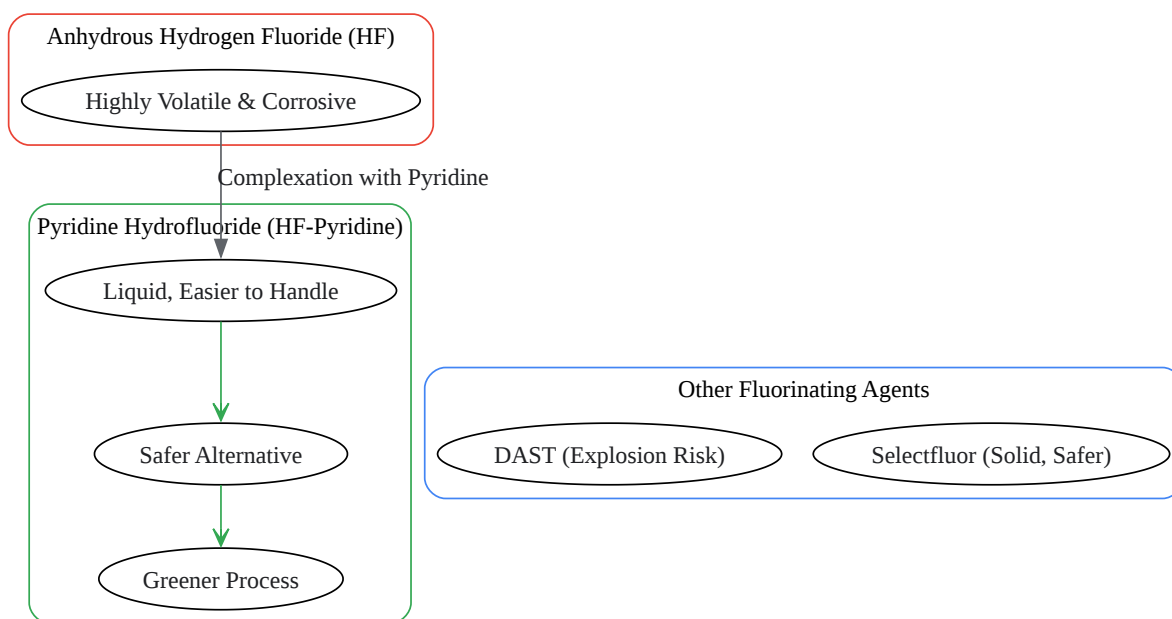 Anhydrous Hydrogen Fluoride (HF)
Highly Volatile & Corrosive
Complexation with Pyridine
Pyridine Hydrofluoride (HF-Pyridine)
Liquid, Easier to Handle
Other Fluorinating Agents
Safer Alternative
DAST (Explosion Risk)
Selectfluor (Solid, Safer)
Greener Process